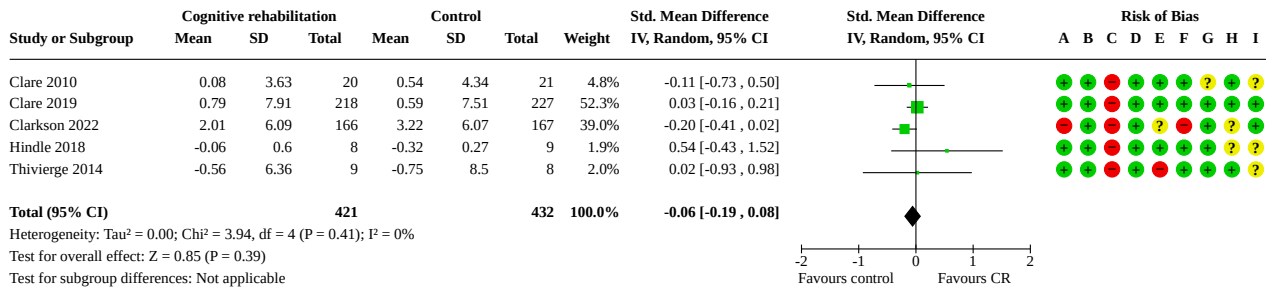 Cognitive rehabilitation Control Std. Mean Difference Std. Mean Difference Risk of Bias
Study or Subgroup Mean SD Total Mean SD Total Weight IV, Random, 95% CI IV, Random, 95% CI A B C D E F G H I
Clare 2010 0.08 3.63 20 0.54 4.34 21 4.8% -0.11 [-0.73 , 0.50] + + − + + + ? + ?
Clare 2019 0.79 7.91 218 0.59 7.51 227 52.3% 0.03 [-0.16 , 0.21] + + − + + + + + +
Clarkson 2022 2.01 6.09 166 3.22 6.07 167 39.0% -0.20 [-0.41 , 0.02] − + − + ? − + ? +
Hindle 2018 -0.06 0.6 8 -0.32 0.27 9 1.9% 0.54 [-0.43 , 1.52] + + − + + + + ? ?
Thivierge 2014 -0.56 6.36 9 -0.75 8.5 8 2.0% 0.02 [-0.93 , 0.98] + + − + − + + + ?
Total (95% CI) 421 432 100.0% -0.06 [-0.19 , 0.08]
Heterogeneity: Tau² = 0.00; Chi² = 3.94, df = 4 (P = 0.41); I² = 0%
Test for overall effect: Z = 0.85 (P = 0.39) -2 -1 0 1 2
Test for subgroup differences: Not applicable Favours control Favours CR